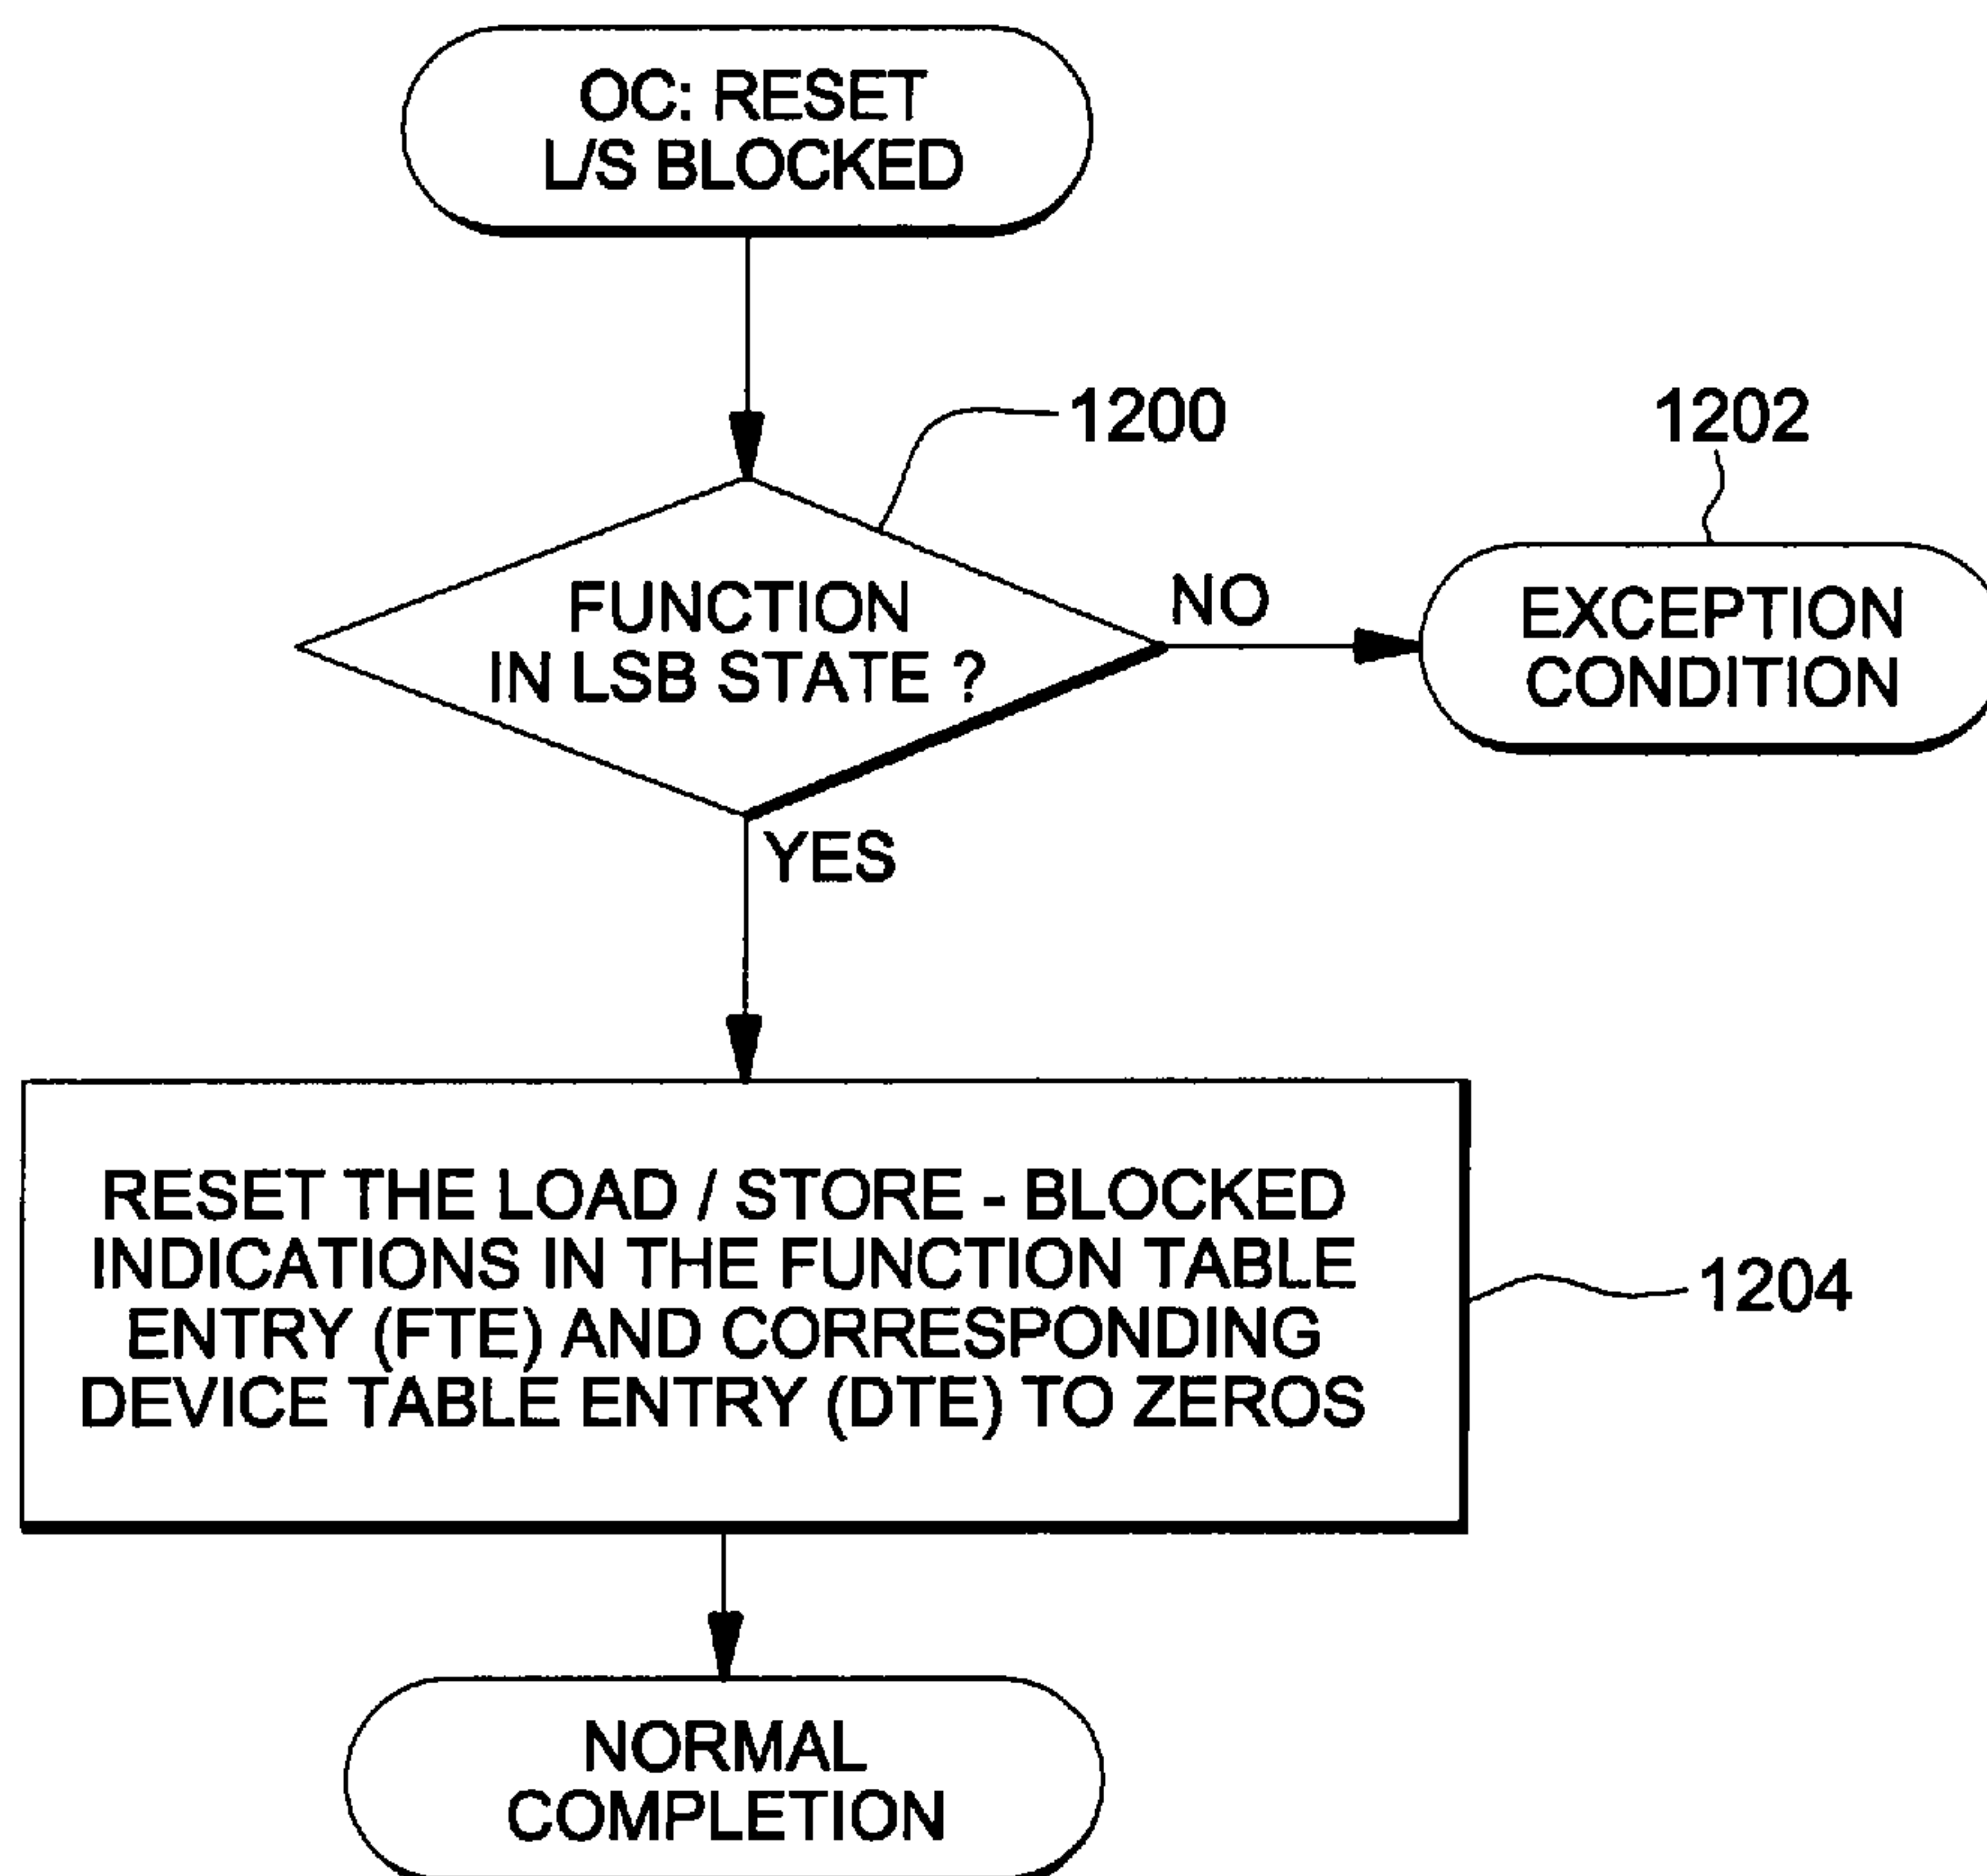 OC: RESET
L/S BLOCKED
1200
1202
FUNCTION
IN LSB STATE ?
NO
EXCEPTION
CONDITION
YES
RESET THE LOAD / STORE - BLOCKED
INDICATIONS IN THE FUNCTION TABLE
ENTRY (FTE) AND CORRESPONDING
DEVICE TABLE ENTRY (DTE) TO ZEROS
1204
NORMAL
COMPLETION